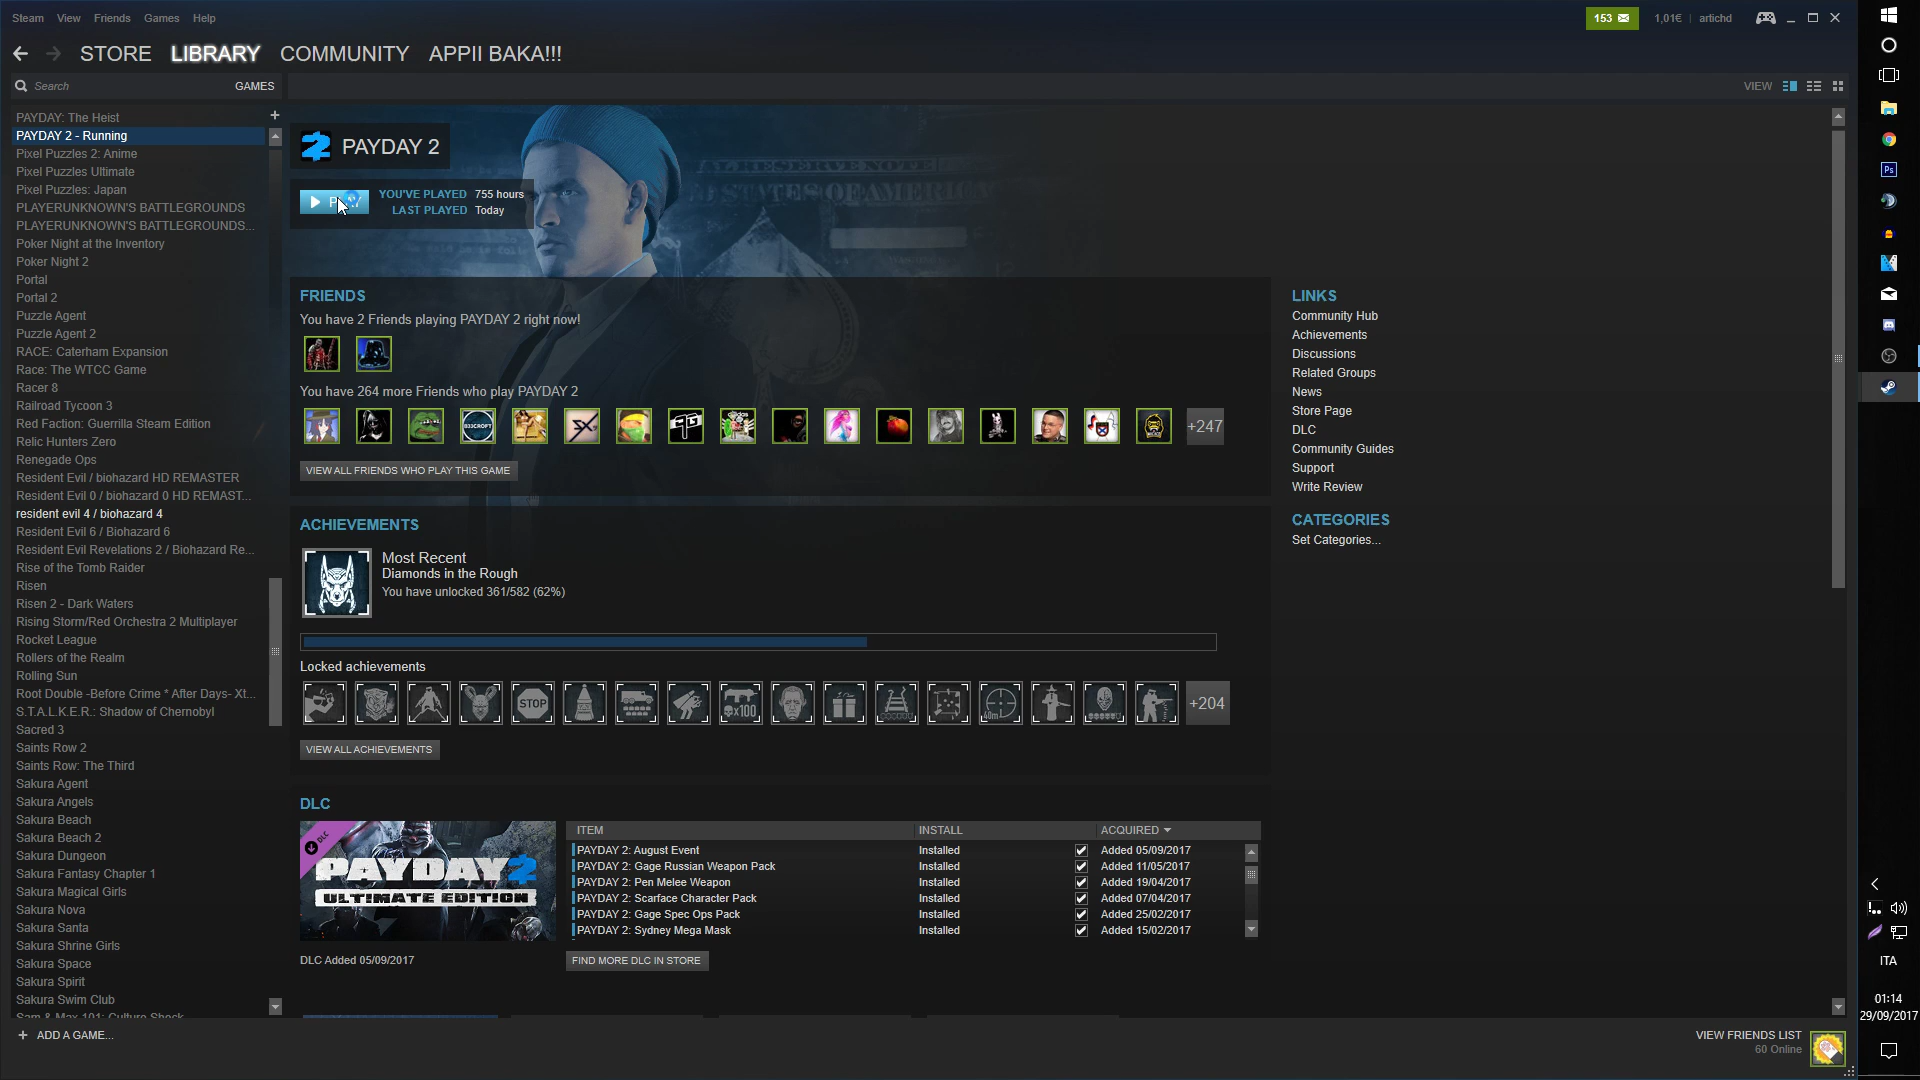 Steam View Friends Games Help
153
1,01€ | artichd
STORE LIBRARY COMMUNITY APPII BAKA!!!
Search
GAMES
VIEW
PAYDAY: The Heist
PAYDAY 2 - Running
Pixel Puzzles 2: Anime
Pixel Puzzles Ultimate
Pixel Puzzles: Japan
PLAYERUNKNOWN'S BATTLEGROUNDS
PLAYERUNKNOWN'S BATTLEGROUNDS...
Poker Night at the Inventory
Poker Night 2
Portal
Portal 2
Puzzle Agent
Puzzle Agent 2
RACE: Caterham Expansion
Race: The WTCC Game
Racer 8
Railroad Tycoon 3
Red Faction: Guerrilla Steam Edition
Relic Hunters Zero
Renegade Ops
Resident Evil / biohazard HD REMASTER
Resident Evil 0 / biohazard 0 HD REMAST...
resident evil 4 / biohazard 4
Resident Evil 6 / Biohazard 6
Resident Evil Revelations 2 / Biohazard Re...
Rise of the Tomb Raider
Risen
Risen 2 - Dark Waters
Rising Storm/Red Orchestra 2 Multiplayer
Rocket League
Rollers of the Realm
Rolling Sun
Root Double -Before Crime * After Days- Xt...
S.T.A.L.K.E.R.: Shadow of Chernobyl
Sacred 3
Saints Row 2
Saints Row: The Third
Sakura Agent
Sakura Angels
Sakura Beach
Sakura Beach 2
Sakura Dungeon
Sakura Fantasy Chapter 1
Sakura Magical Girls
Sakura Nova
Sakura Santa
Sakura Shrine Girls
Sakura Space
Sakura Spirit
Sakura Swim Club
Sam & Max 101: Culture Shock
ADD A GAME...
PAYDAY 2
PLAY
YOU'VE PLAYED 755 hours
LAST PLAYED Today
FRIENDS
You have 2 Friends playing PAYDAY 2 right now!
You have 264 more Friends who play PAYDAY 2
+247
VIEW ALL FRIENDS WHO PLAY THIS GAME
ACHIEVEMENTS
Most Recent
Diamonds in the Rough
You have unlocked 361/582 (62%)
Locked achievements
STOP
x100
40m
+204
VIEW ALL ACHIEVEMENTS
DLC
DLC
PAYDAY 2
ULTIMATE EDITION
DLC Added 05/09/2017
ITEM INSTALL ACQUIRED
PAYDAY 2: August Event Installed Added 05/09/2017
PAYDAY 2: Gage Russian Weapon Pack Installed Added 11/05/2017
PAYDAY 2: Pen Melee Weapon Installed Added 19/04/2017
PAYDAY 2: Scarface Character Pack Installed Added 07/04/2017
PAYDAY 2: Gage Spec Ops Pack Installed Added 25/02/2017
PAYDAY 2: Sydney Mega Mask Installed Added 15/02/2017
FIND MORE DLC IN STORE
LINKS
Community Hub
Achievements
Discussions
Related Groups
News
Store Page
DLC
Community Guides
Support
Write Review
CATEGORIES
Set Categories...
VIEW FRIENDS LIST
60 Online
Ps
ITA
01:14
29/09/2017